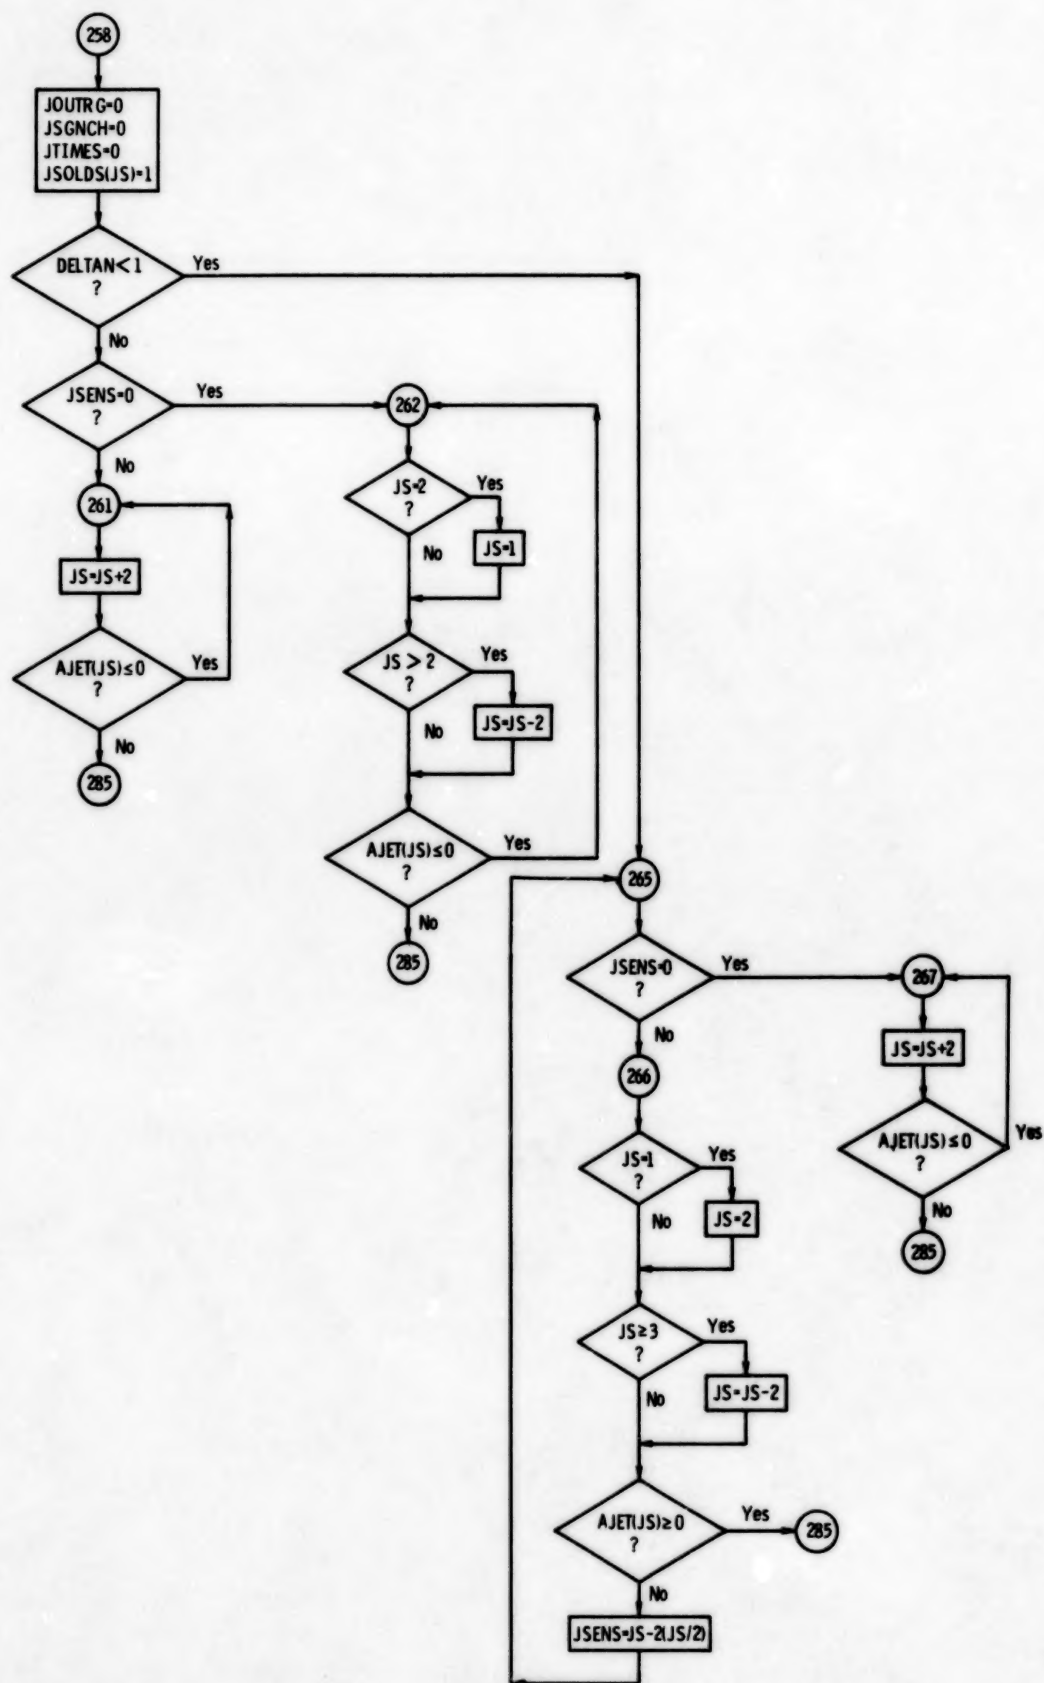 258
JOUTRG=0
JSGNCH=0
JTIMES=0
JSOLDS(JS)=1
DELTAN<1
?
Yes
No
JSENS=0
?
Yes
No
261
JS=JS+2
AJET(JS)≤0
?
Yes
No
285
262
JS=2
?
Yes
No
JS=1
JS > 2
?
Yes
No
JS=JS-2
AJET(JS)≤0
?
Yes
No
285
265
JSENS=0
?
Yes
No
266
JS=1
?
Yes
No
JS=2
JS≥3
?
Yes
No
JS=JS-2
AJET(JS)≥0
?
Yes
285
No
JSENS=JS-2(JS/2)
267
JS=JS+2
AJET(JS)≤0
?
Yes
No
285